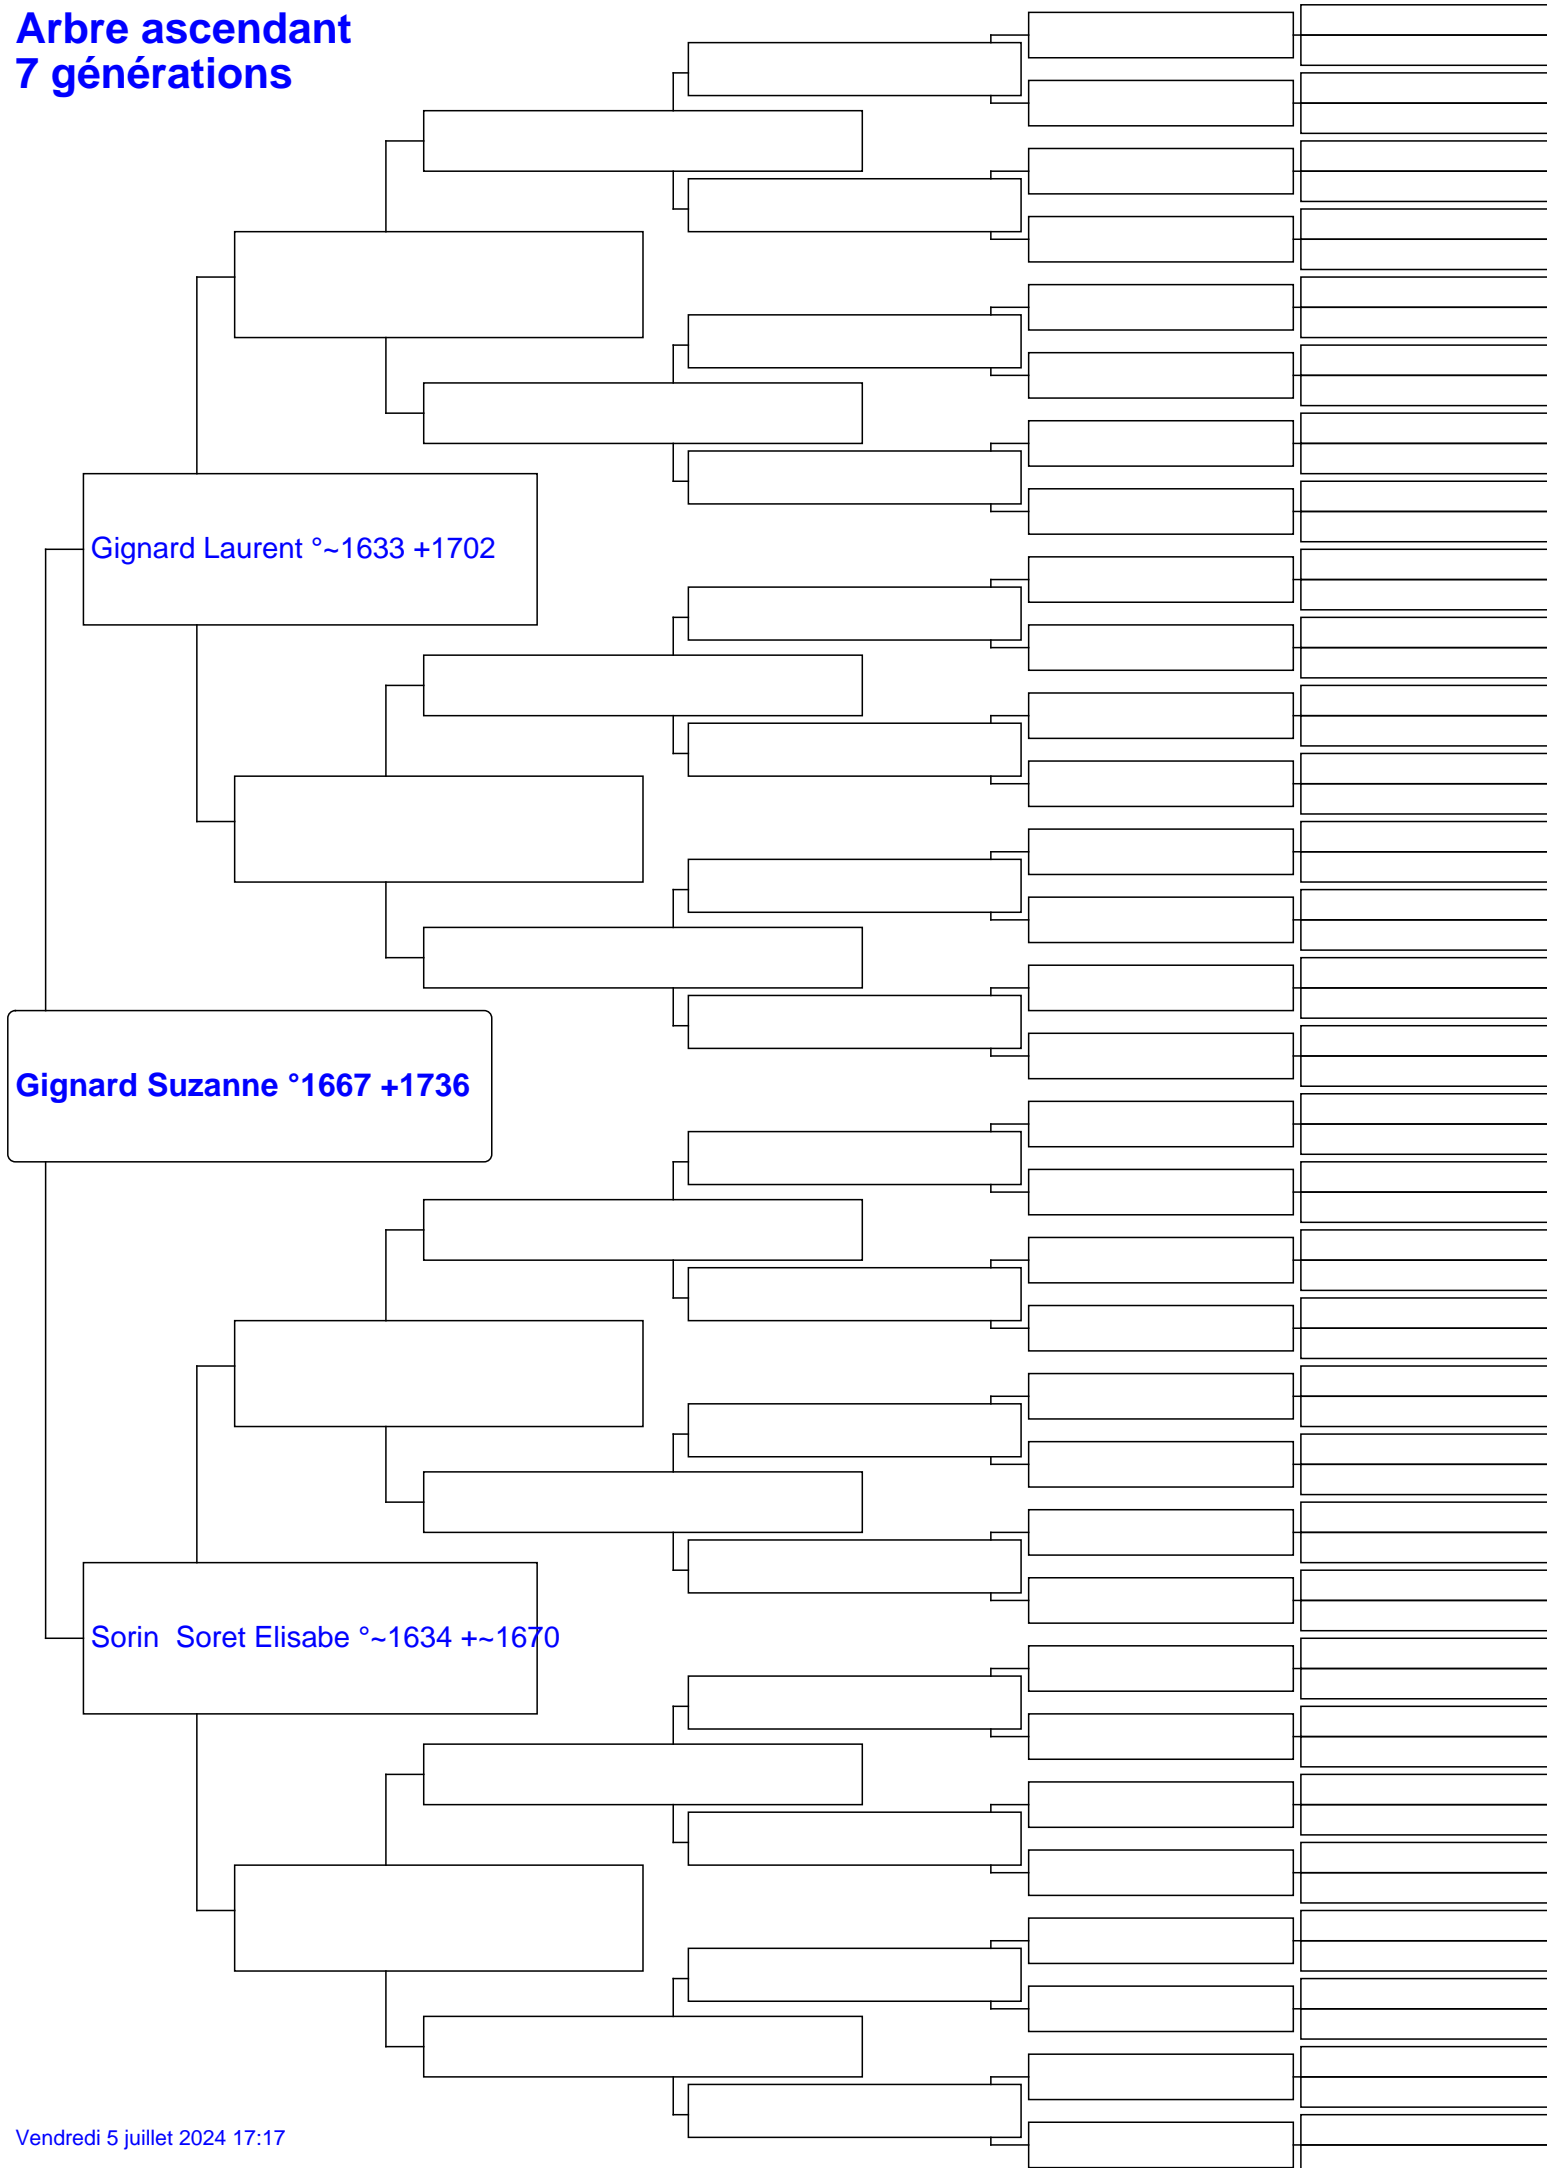 Arbre ascendant
7 générations
Gignard Laurent °~1633 +1702
Gignard Suzanne °1667 +1736
Sorin  Soret Elisabe °~1634 +~1670
Vendredi 5 juillet 2024 17:17